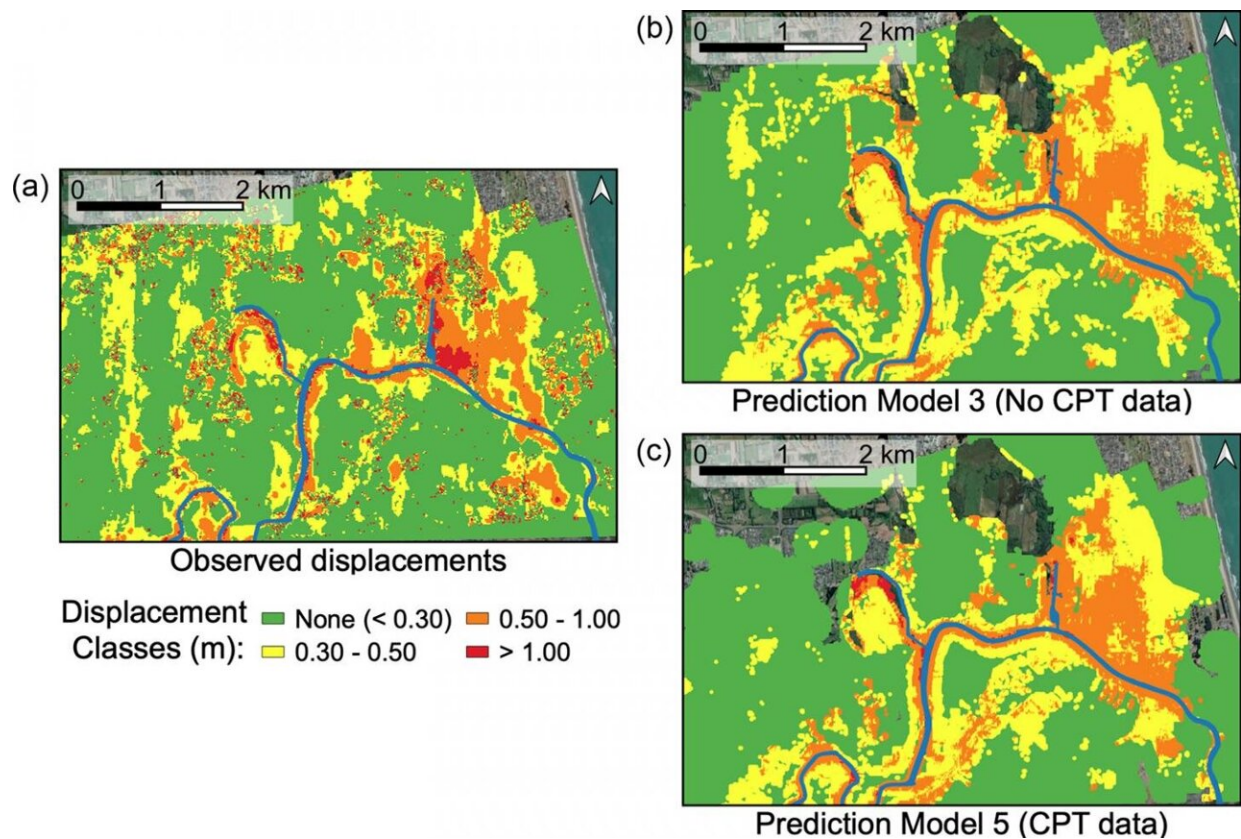 (a)
0 1 2 km
Observed displacements
Displacement
Classes (m):
None (< 0.30)
0.50 - 1.00
0.30 - 0.50
> 1.00
(b)
0 1 2 km
Prediction Model 3 (No CPT data)
(c)
0 1 2 km
Prediction Model 5 (CPT data)